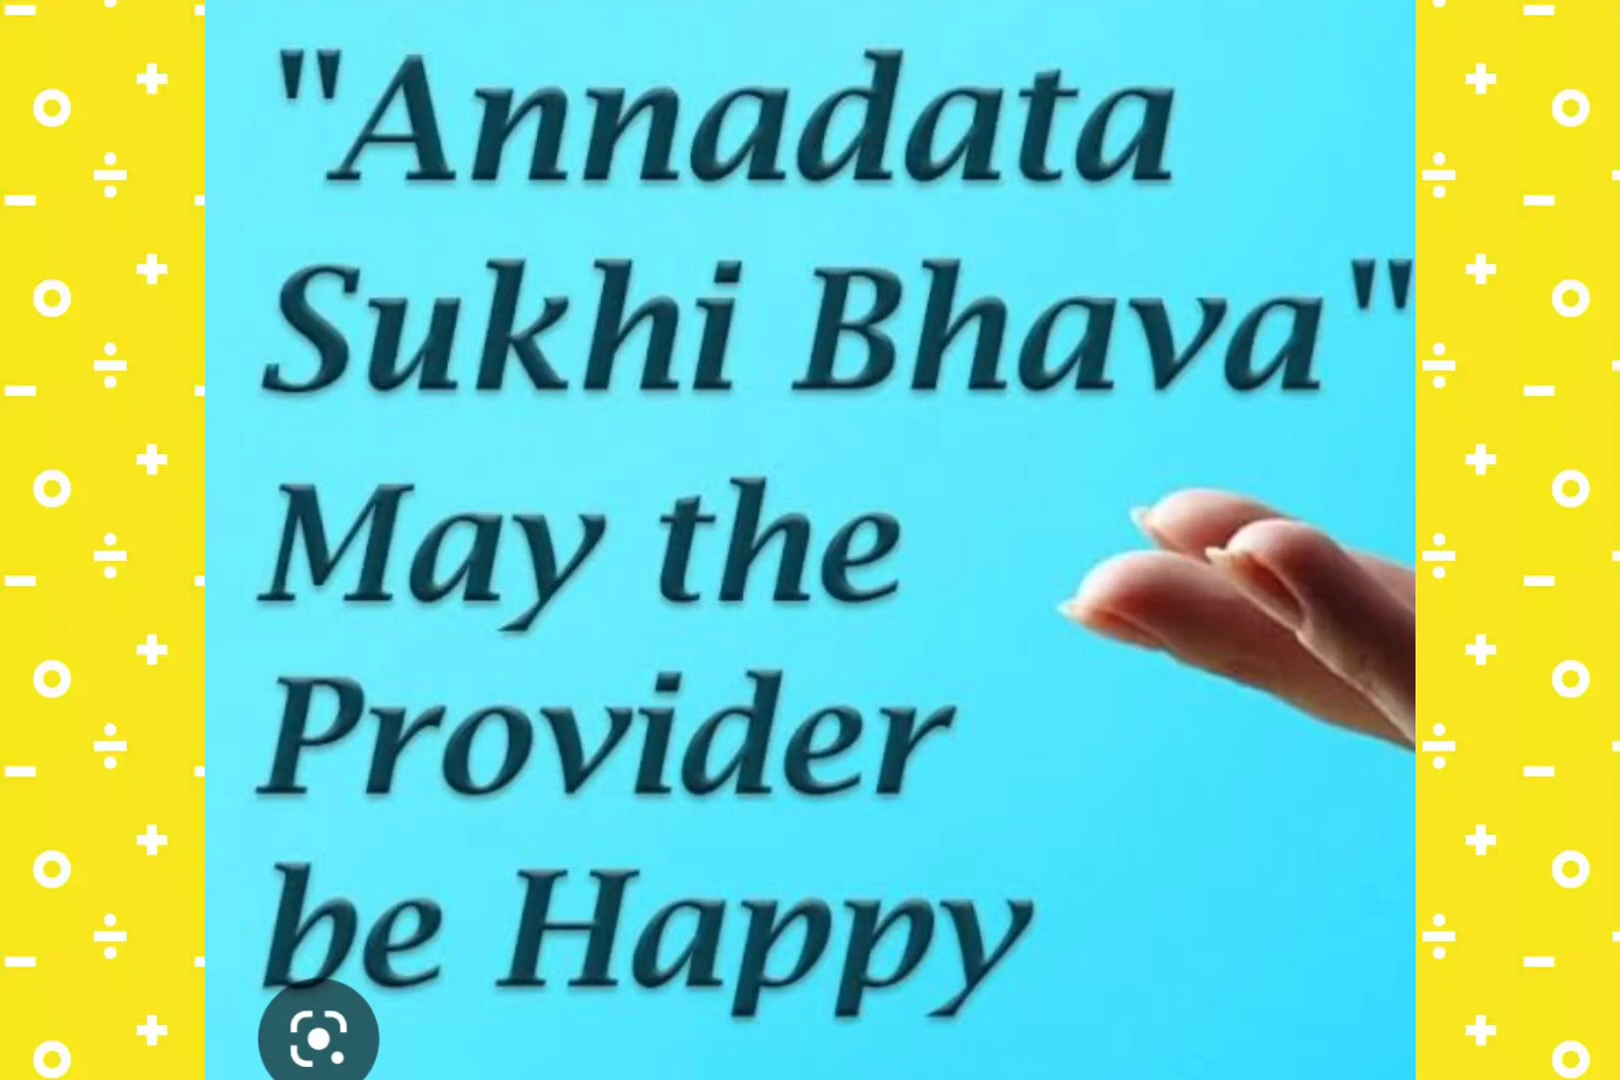 "Annadata
Sukhi Bhava"
May the
Provider
be Happy